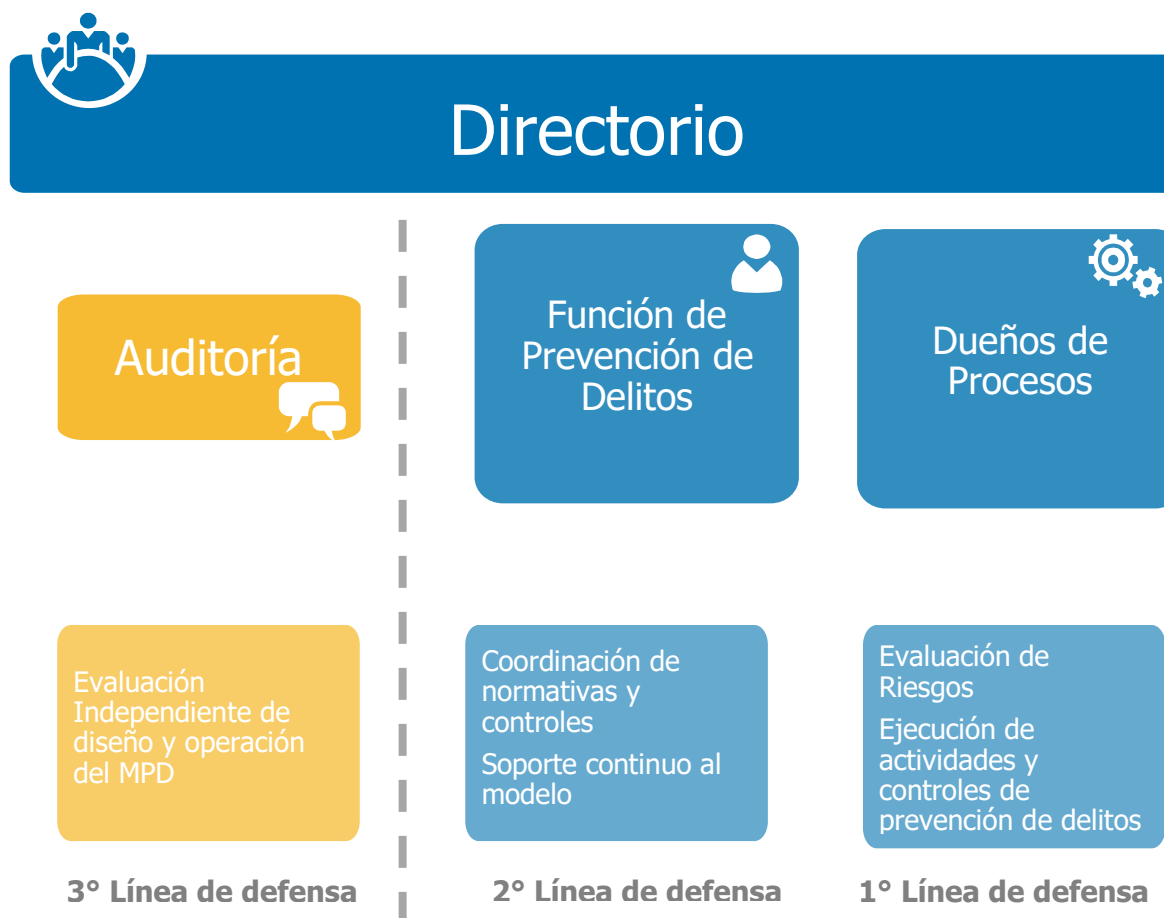 Directorio
Auditoría
Función de
Prevención de
Delitos
Dueños de
Procesos
Evaluación
Independiente de
diseño y operación
del MPD
Coordinación de
normativas y
controles
Soporte continuo al
modelo
Evaluación de
Riesgos
Ejecución de
actividades y
controles de
prevención de delitos
3° Línea de defensa
2° Línea de defensa
1° Línea de defensa